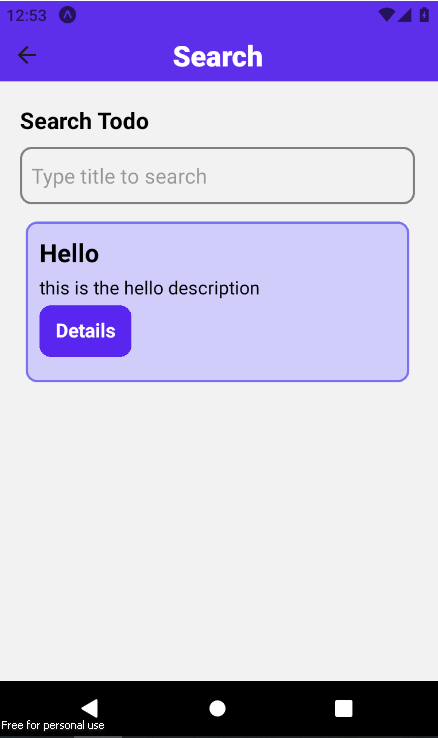 12:53
Search
Search Todo
Type title to search
Hello
this is the hello description
Details
Free for personal use